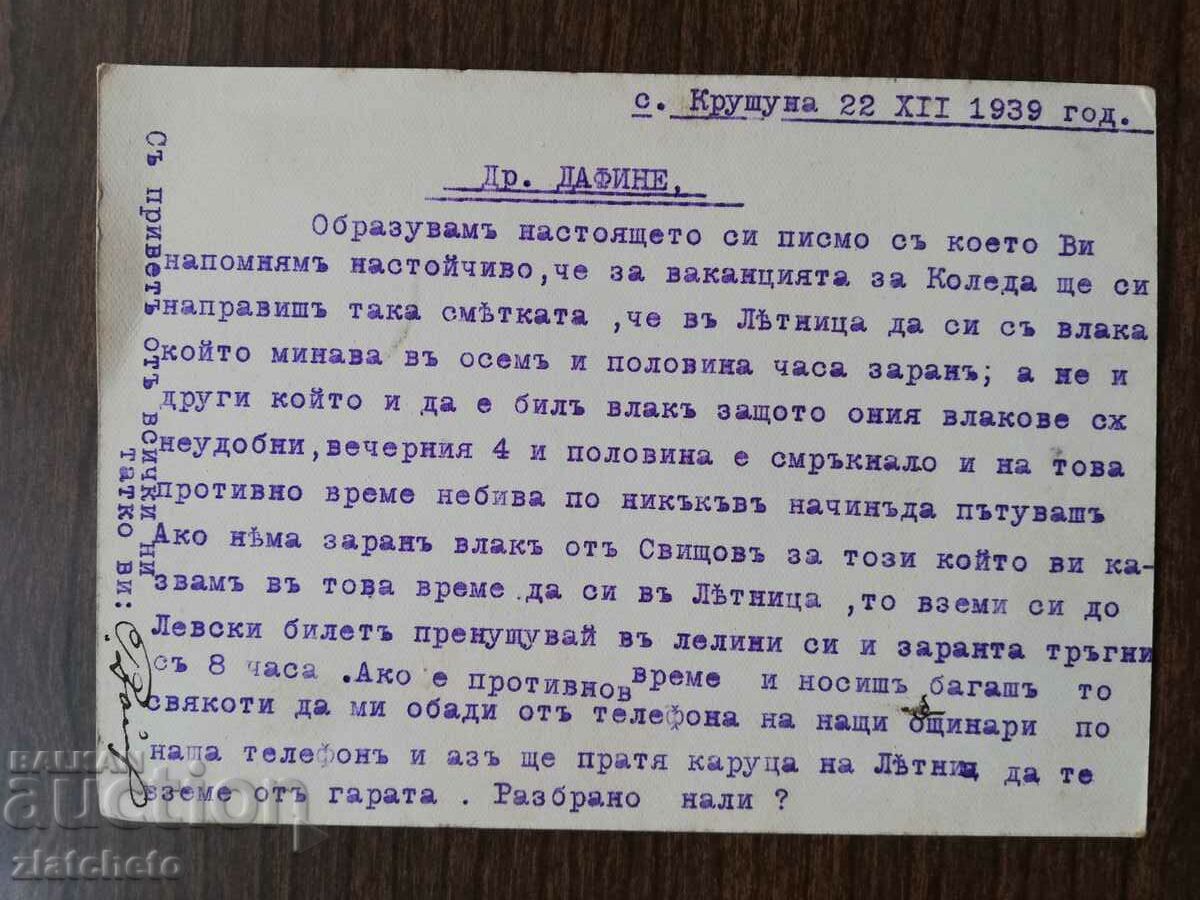 с. Крушуна 22 XII 1939 год.
Др. ДАФИНЕ,
Образувамъ настоящето си писмо съ което Ви
напомнямъ настойчиво,че за ваканцията за Коледа ще си
направишъ така смѣтката ,че въ Лѣтница да си съ влака
който минава въ осемъ и половина часа заранъ; а не и
други който и да е билъ влакъ защото ония влакове сѫ
неудобни,вечерния 4 и половина е смръкнало и на това
противно време небива по никъкъвъ начинъда пътувашъ
Ако нѣма заранъ влакъ отъ Свищовъ за този който ви ка-
звамъ въ това време да си въ Лѣтница ,то вземи си до
Левски билетъ пренущувай въ лелини си и заранта тръгни
съ 8 часа .Ако е противнов време и носишъ багашъ то
свякоти да ми обади отъ телефона на нащи общинари по
наша телефонъ и азъ ще пратя каруца на Лѣтница да те
вземе отъ гарата . Разбрано нали ?
Съ приветъ отъ всички ни
татко ви:
BALKAN
auction
zlatcheto